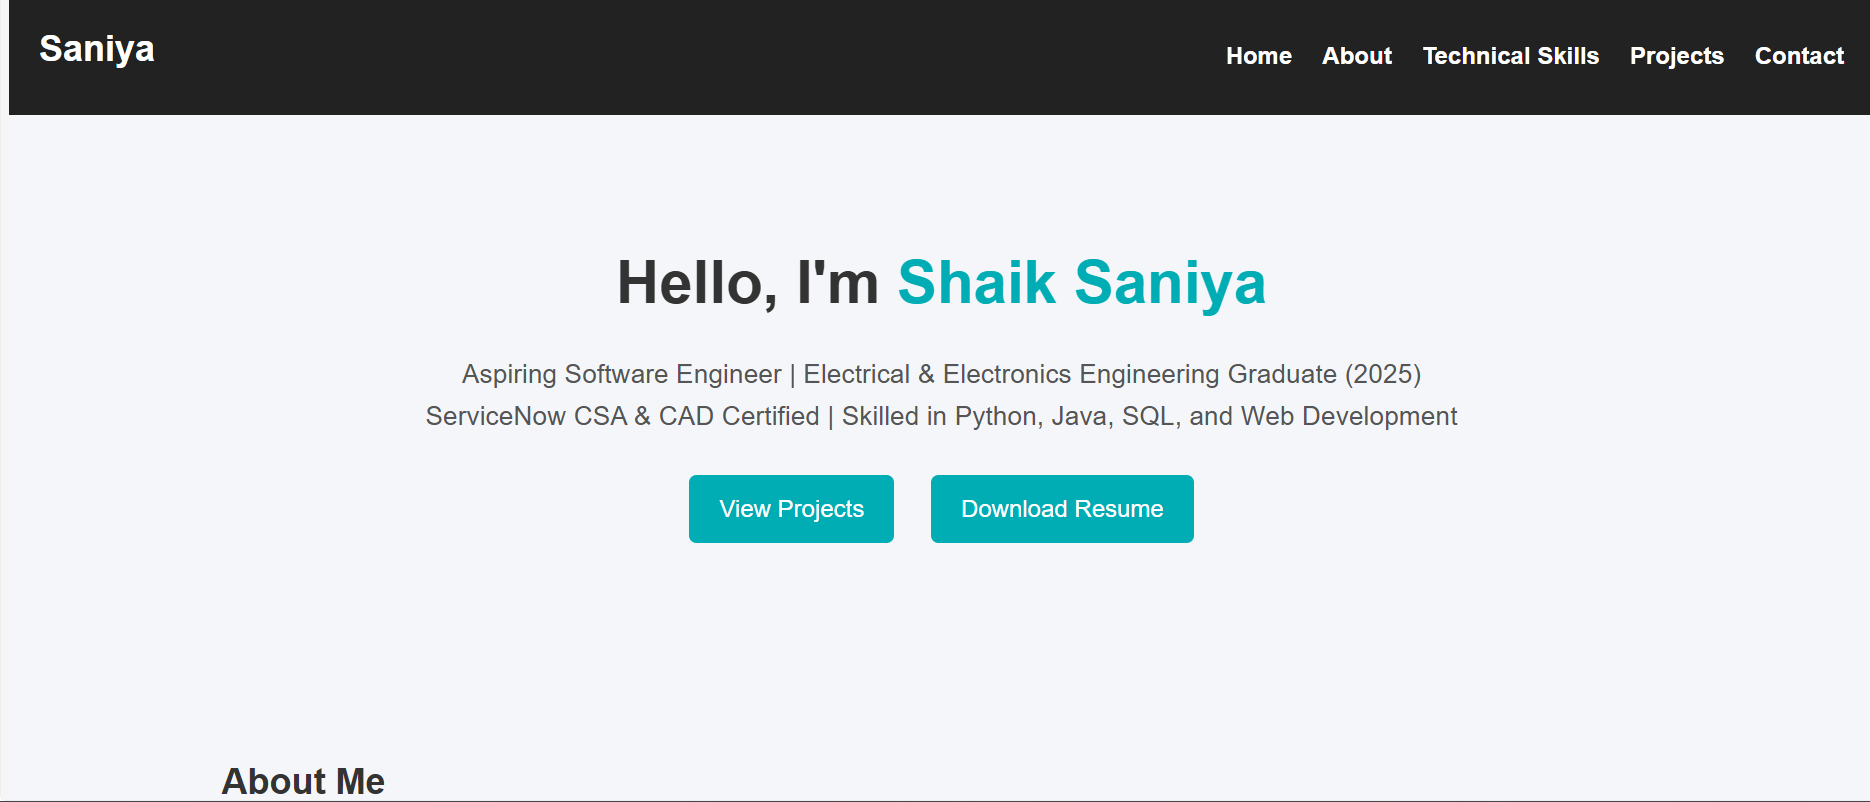 Saniya
Home About Technical Skills Projects Contact
Hello, I'm Shaik Saniya
Aspiring Software Engineer | Electrical & Electronics Engineering Graduate (2025)
ServiceNow CSA & CAD Certified | Skilled in Python, Java, SQL, and Web Development
View Projects Download Resume
About Me